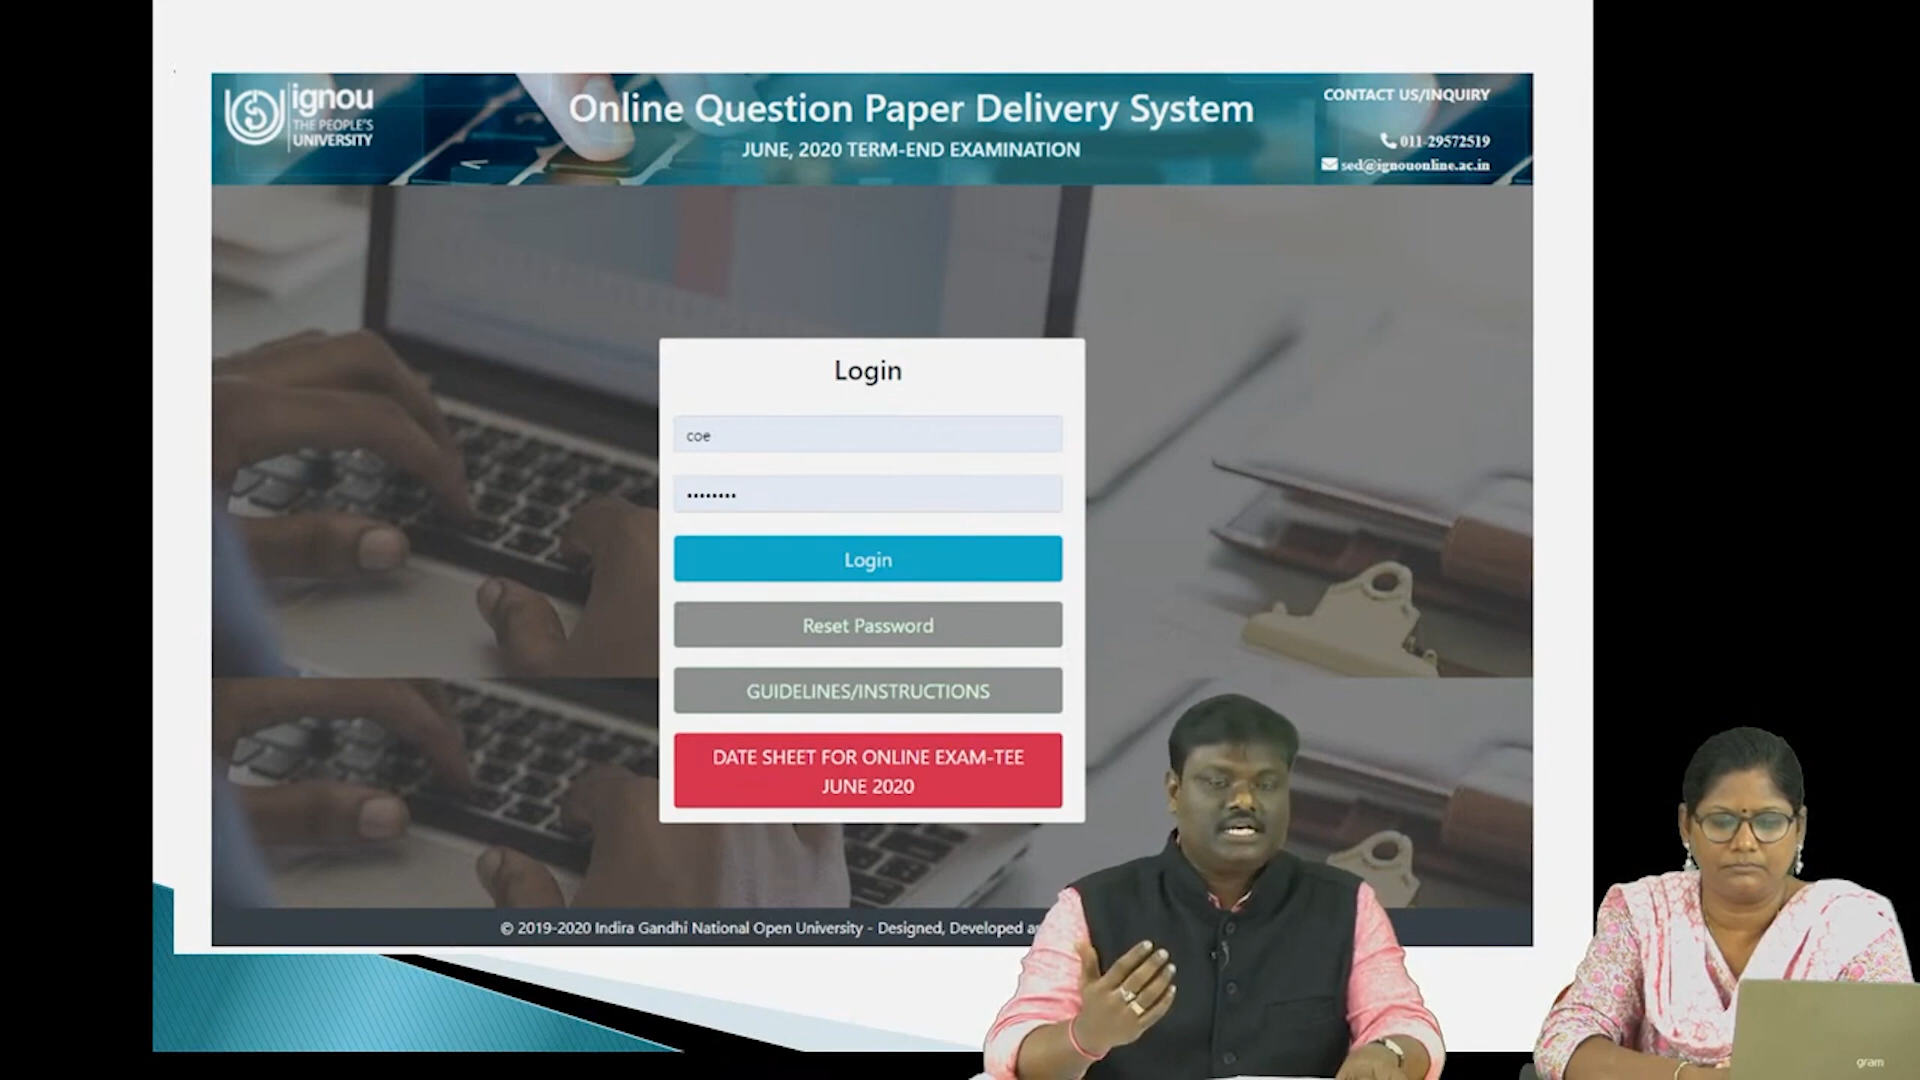 ignou
THE PEOPLE'S
UNIVERSITY
Online Question Paper Delivery System
JUNE, 2020 TERM-END EXAMINATION
CONTACT US/INQUIRY
011-29572519
sed@ignouonline.ac.in
Login
coe
••••••••
Login
Reset Password
GUIDELINES/INSTRUCTIONS
DATE SHEET FOR ONLINE EXAM-TEE
JUNE 2020
© 2019-2020 Indira Gandhi National Open University - Designed, Developed
gram